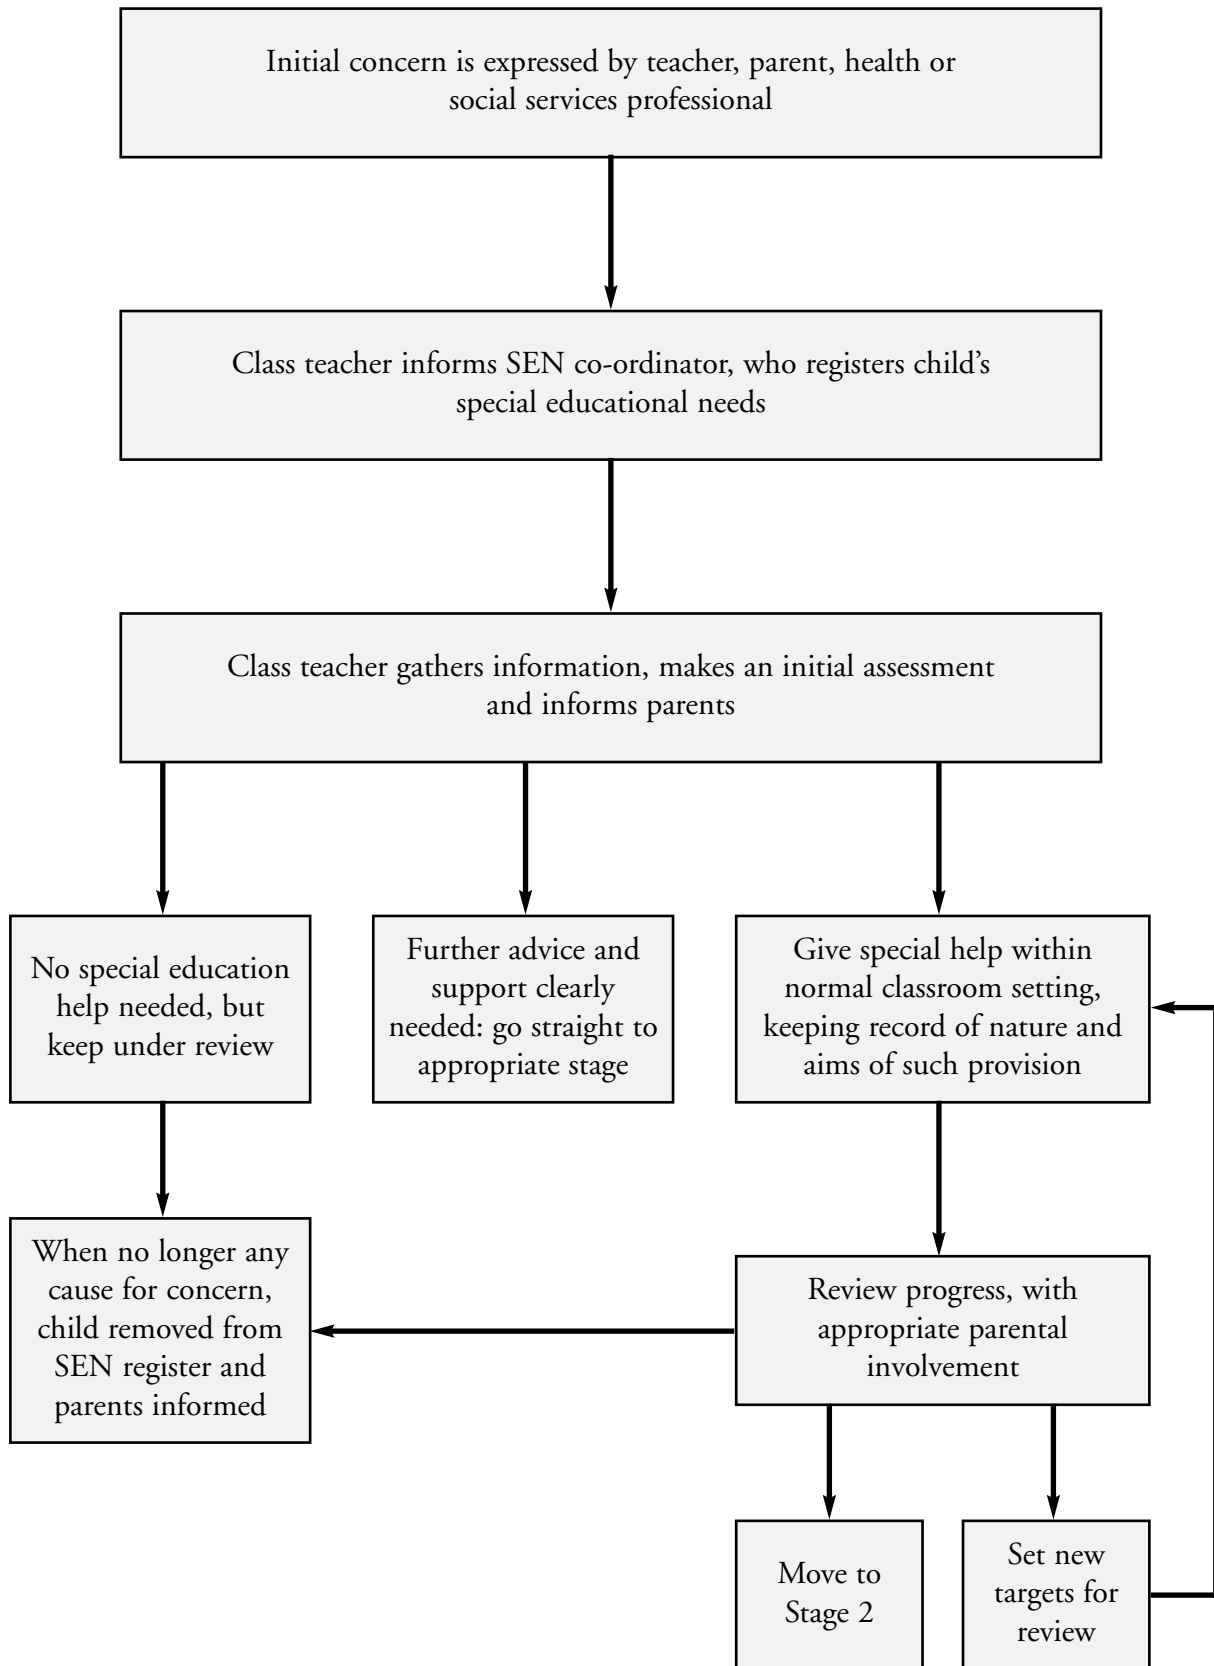 Initial concern is expressed by teacher, parent, health or
social services professional
Class teacher informs SEN co-ordinator, who registers child’s
special educational needs
Class teacher gathers information, makes an initial assessment
and informs parents
No special education
help needed, but
keep under review
Further advice and
support clearly
needed: go straight to
appropriate stage
Give special help within
normal classroom setting,
keeping record of nature and
aims of such provision
When no longer any
cause for concern,
child removed from
SEN register and
parents informed
Review progress, with
appropriate parental
involvement
Move to
Stage 2
Set new
targets for
review